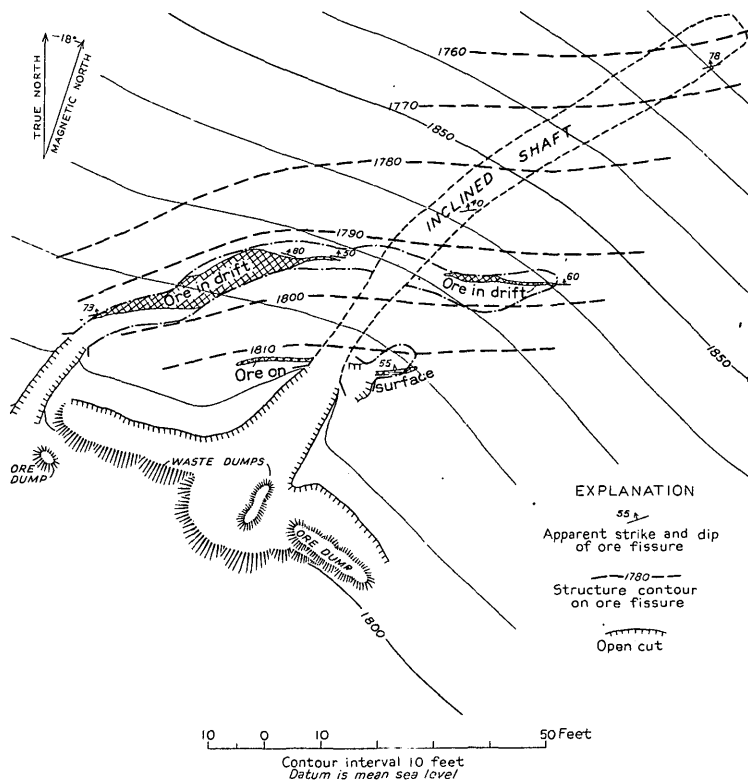 TRUE NORTH
–18°–
MAGNETIC NORTH
1760
78
1770
1850
1780
INCLINED SHAFT
70
1790
80
50
Ore in drift
60
Ore in drift
1800
73
1810
Ore on
55
surface
1850
ORE
DUMP
WASTE DUMPS
ORE DUMP
1800
EXPLANATION
55
Apparent strike and dip
of ore fissure
1780
Structure contour
on ore fissure
Open cut
10 0 10 50 Feet
Contour interval 10 feet
Datum is mean sea level